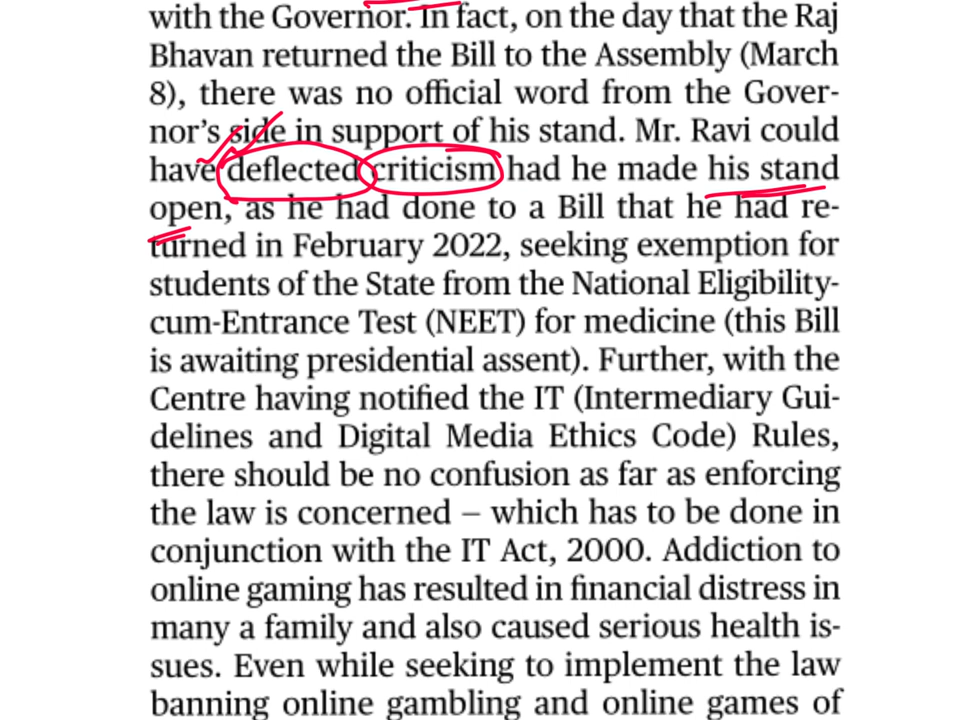 with the Governor. In fact, on the day that the Raj
Bhavan returned the Bill to the Assembly (March
8), there was no official word from the Gover-
nor's side in support of his stand. Mr. Ravi could
have deflected criticism had he made his stand
open, as he had done to a Bill that he had re-
turned in February 2022, seeking exemption for
students of the State from the National Eligibility-
cum-Entrance Test (NEET) for medicine (this Bill
is awaiting presidential assent). Further, with the
Centre having notified the IT (Intermediary Gui-
delines and Digital Media Ethics Code) Rules,
there should be no confusion as far as enforcing
the law is concerned – which has to be done in
conjunction with the IT Act, 2000. Addiction to
online gaming has resulted in financial distress in
many a family and also caused serious health is-
sues. Even while seeking to implement the law
banning online gambling and online games of